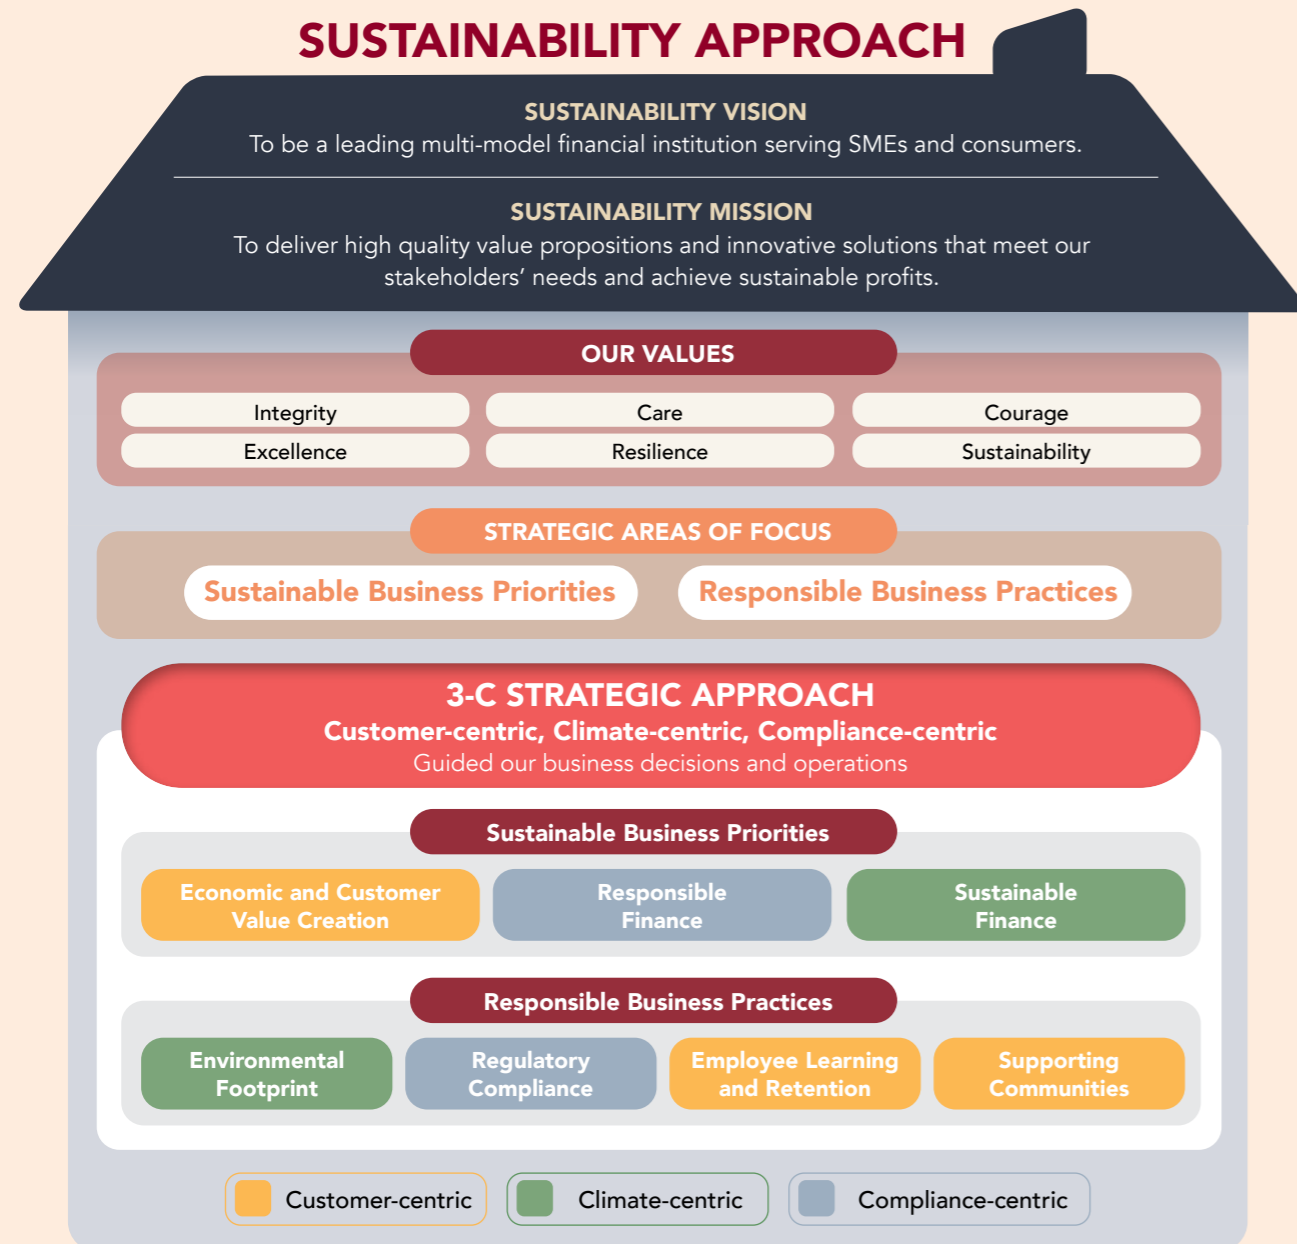 SUSTAINABILITY APPROACH
SUSTAINABILITY VISION
To be a leading multi-model financial institution serving SMEs and consumers.
SUSTAINABILITY MISSION
To deliver high quality value propositions and innovative solutions that meet our
stakeholders’ needs and achieve sustainable profits.
OUR VALUES
Integrity
Care
Courage
Excellence
Resilience
Sustainability
STRATEGIC AREAS OF FOCUS
Sustainable Business Priorities
Responsible Business Practices
3-C STRATEGIC APPROACH
Customer-centric, Climate-centric, Compliance-centric
Guided our business decisions and operations
Sustainable Business Priorities
Economic and Customer
Value Creation
Responsible
Finance
Sustainable
Finance
Responsible Business Practices
Environmental
Footprint
Regulatory
Compliance
Employee Learning
and Retention
Supporting
Communities
Customer-centric
Climate-centric
Compliance-centric